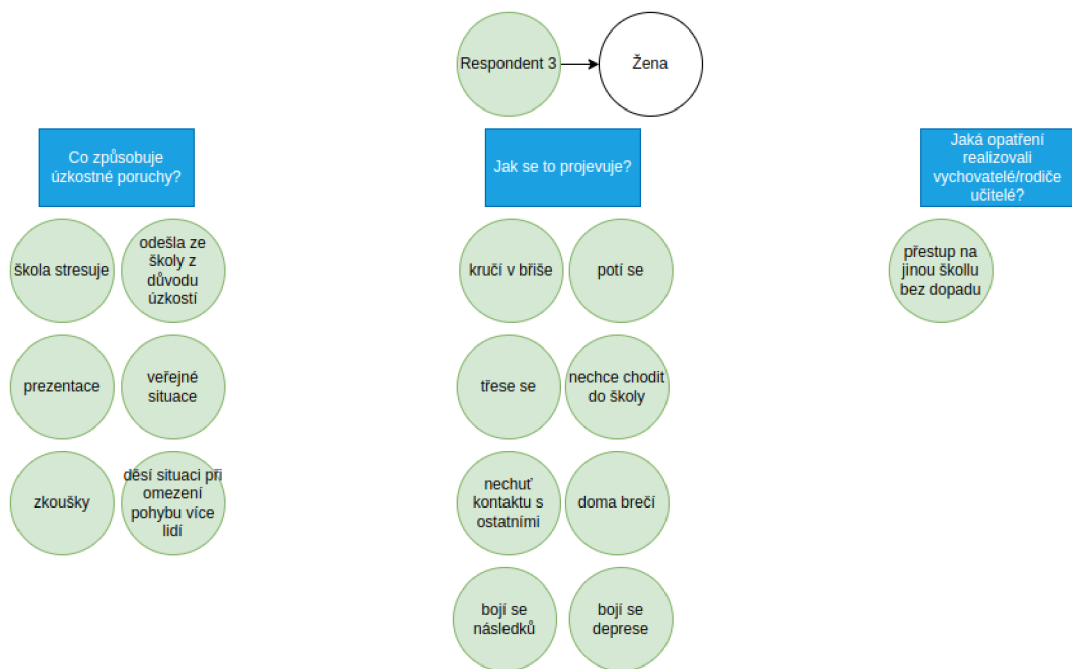 Respondent 3
Žena
Co způsobuje
úzkostné poruchy?
Jak se to projevuje?
Jaká opatření
realizovali
vychovatelé/rodiče
učitelé?
škola stresuje
odešla ze
školy z
důvodu
úzkostí
kručí v břiše
potí se
přestup na
jinou škollu
bez dopadu
prezentace
veřejné
situace
třese se
nechce chodit
do školy
zkoušky
děsí situaci při
omezení
pohybu více
lidí
nechuť
kontaktu s
ostatními
doma brečí
bojí se
následků
bojí se
deprese